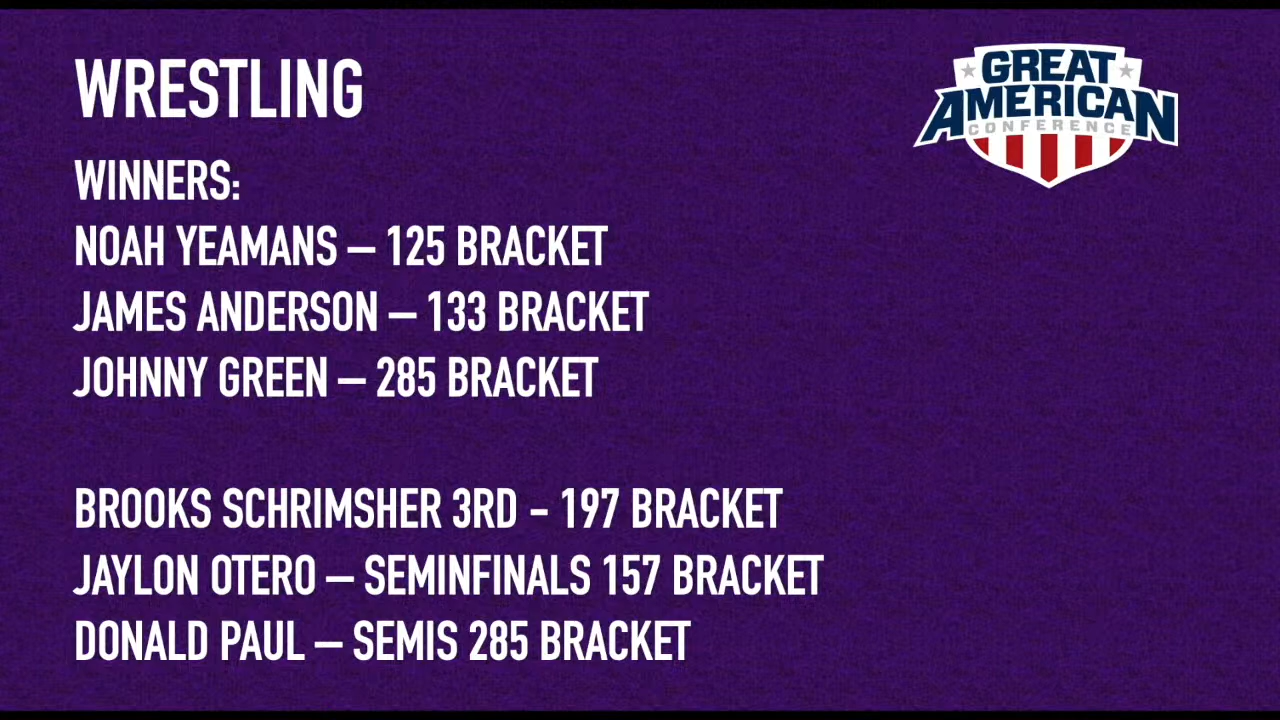 WRESTLING
GREAT
AMERICAN
CONFERENCE
WINNERS:
NOAH YEAMANS – 125 BRACKET
JAMES ANDERSON – 133 BRACKET
JOHNNY GREEN – 285 BRACKET
BROOKS SCHRIMSHER 3RD - 197 BRACKET
JAYLON OTERO – SEMINFINALS 157 BRACKET
DONALD PAUL – SEMIS 285 BRACKET